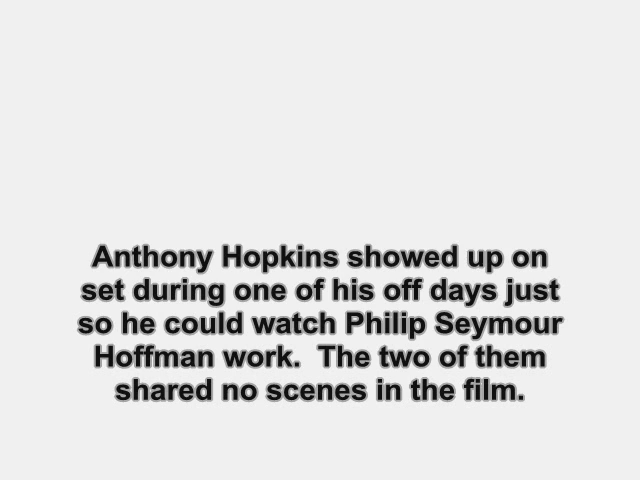 Anthony Hopkins showed up on
set during one of his off days just
so he could watch Philip Seymour
Hoffman work.  The two of them
shared no scenes in the film.